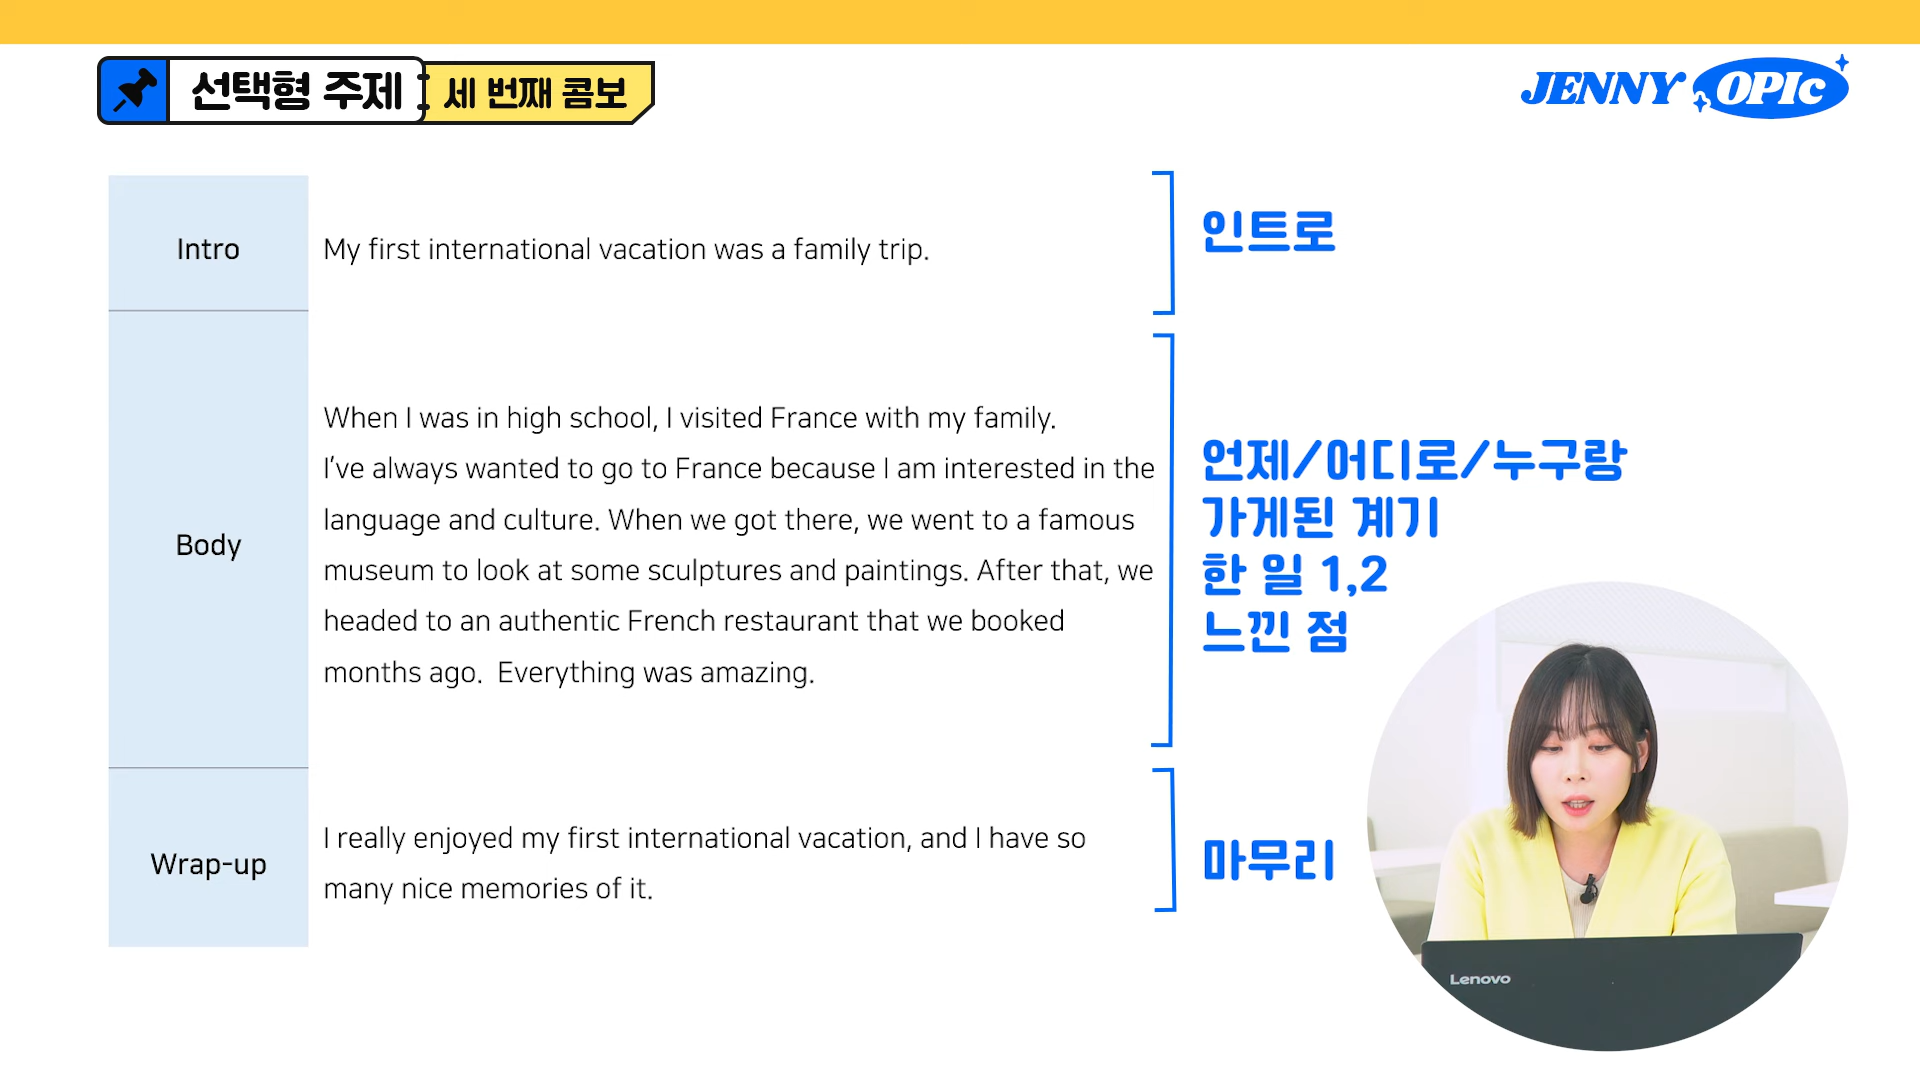 선택형 주제 : 세 번째 콤보
JENNY OPIc
Intro
My first international vacation was a family trip.
인트로
Body
When I was in high school, I visited France with my family.
I've always wanted to go to France because I am interested in the
language and culture. When we got there, we went to a famous
museum to look at some sculptures and paintings. After that, we
headed to an authentic French restaurant that we booked
months ago.  Everything was amazing.
언제/어디로/누구랑
가게된 계기
한 일 1,2
느낀 점
Wrap-up
I really enjoyed my first international vacation, and I have so
many nice memories of it.
마무리
Lenovo